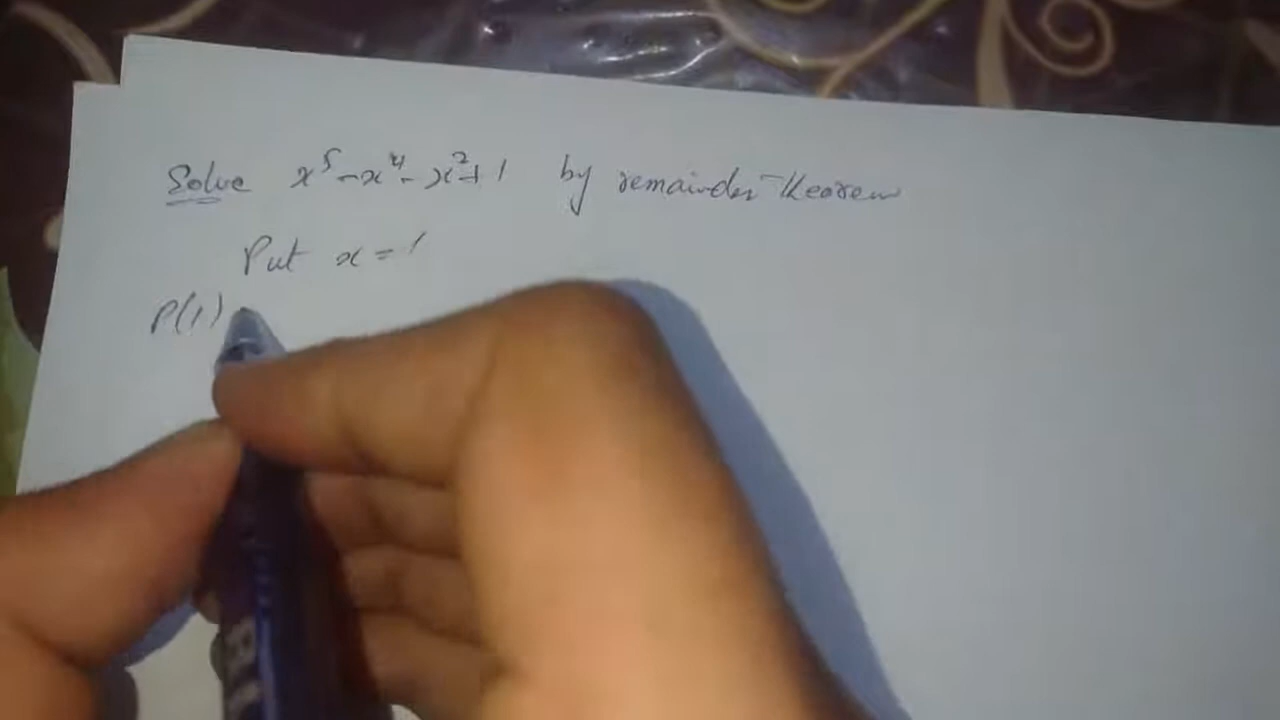 Solve x⁵-x⁴-x²+1 by remainder Theorem
Put x = 1
P(1)